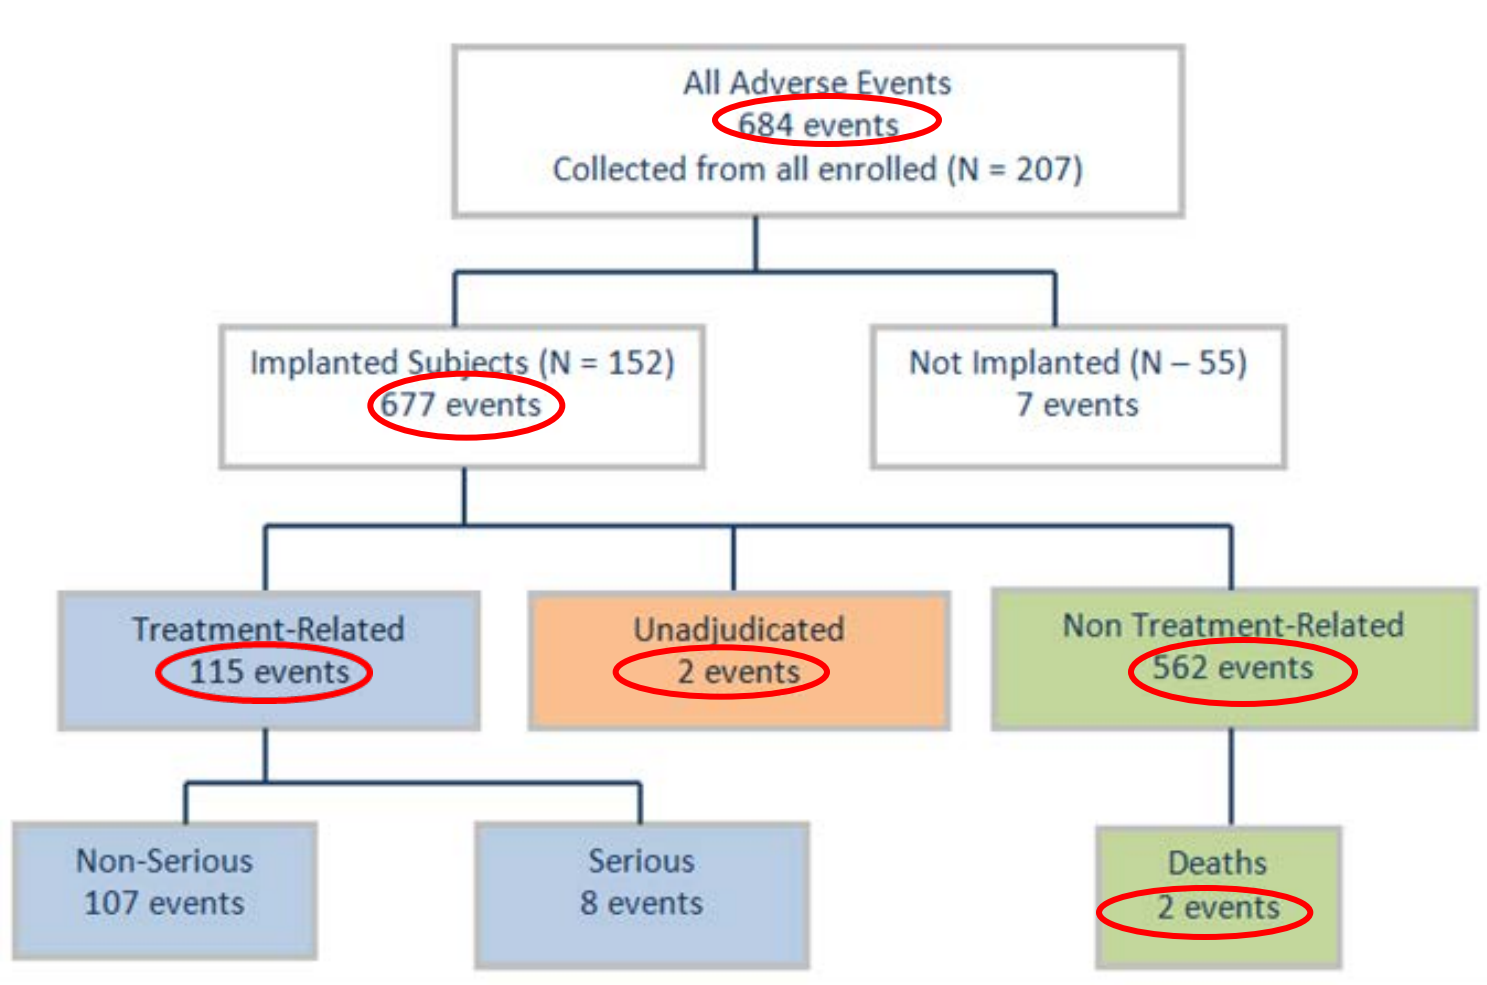 All Adverse Events
684 events
Collected from all enrolled (N = 207)
Implanted Subjects (N = 152)
677 events
Not Implanted (N – 55)
7 events
Treatment-Related
115 events
Unadjudicated
2 events
Non Treatment-Related
562 events
Non-Serious
107 events
Serious
8 events
Deaths
2 events